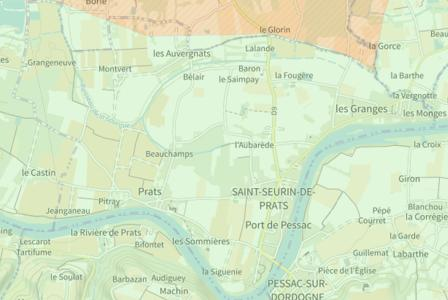 Borie
le Glorin
les Auvergnats
Lalande
la Gorce
Grangeneuve
Montvert
Baron
Bélair
le Saimpay
la Fougère
la Barthe
la Vergnotte
les Granges
les Monges
D9
l'Aubarède
la Croix
Beauchamps
le Castin
Giron
Prats
SAINT-SEURIN-DE-
PRATS
Pitray
Jeanganeau
Pépé
Blanchou
Courret
la Corrègie
Port de Pessac
la Rivière de Prats
la Garde
Lescarot
Bifontet
les Sommières
Tartifume
Guillemat
Labarthe
Pièce de l'Église
la Siguenie
le Soulat
Barbazan
Audiguey
Machin
PESSAC-SUR-
DORDOGNE